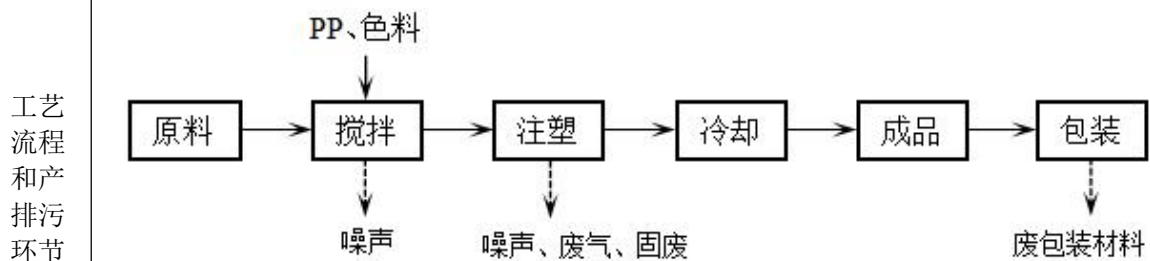 工艺
流程
和产
排污
环节
PP、色料
原料 搅拌 注塑 冷却 成品 包装
噪声 噪声、废气、固废 废包装材料